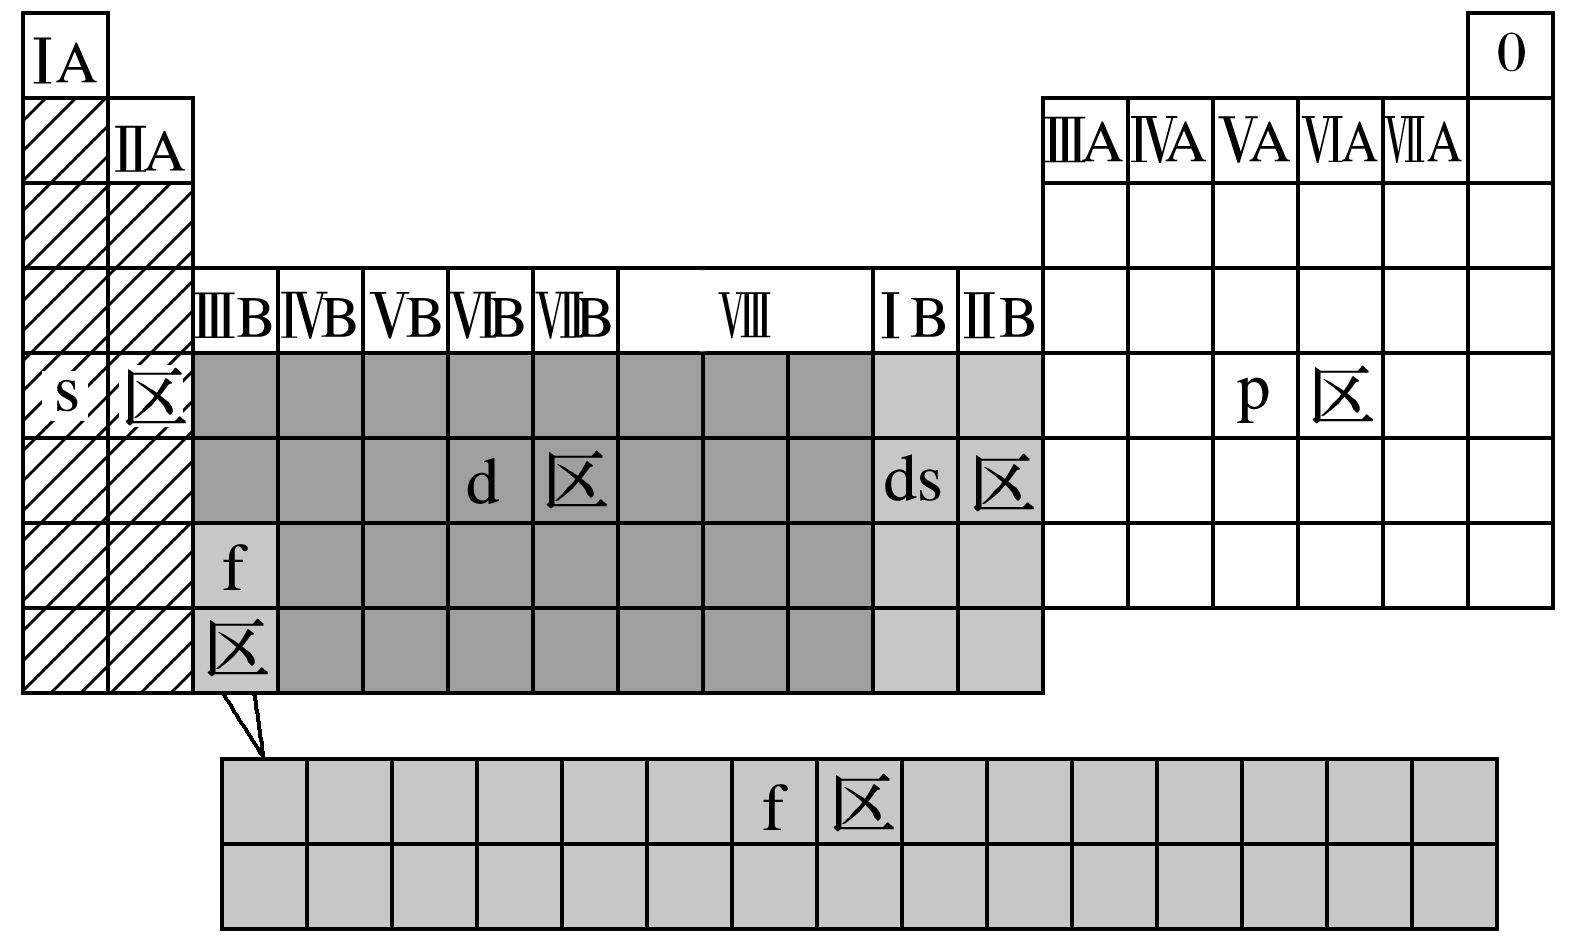 ⅠA 0
ⅡA ⅢA ⅣA ⅤA ⅥA ⅦA
ⅢB ⅣB ⅤB ⅥB ⅦB Ⅷ ⅠB ⅡB
s 区 p 区
d 区 ds 区
f
区
f 区